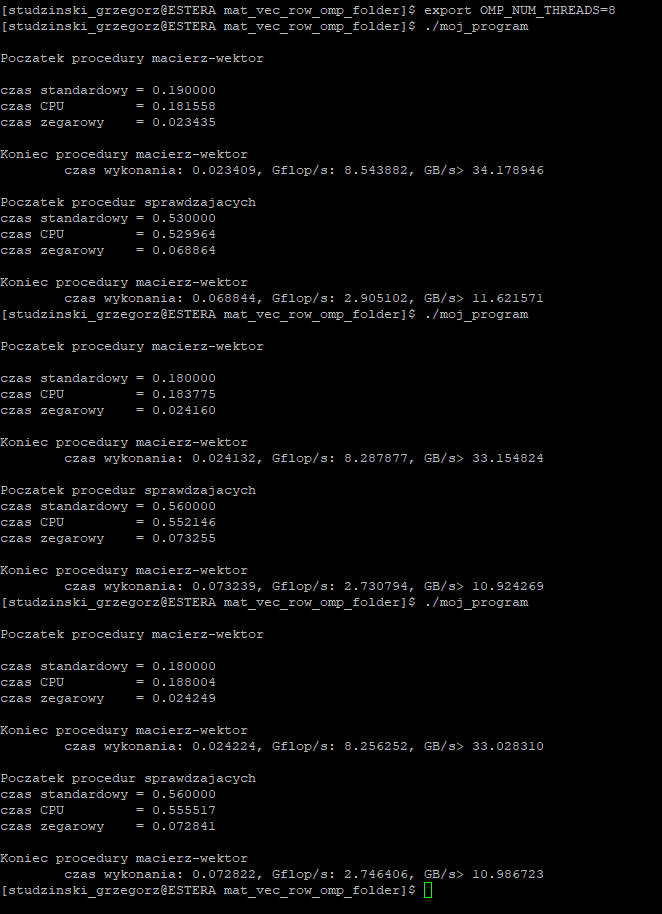 [studzinski_grzegorz@ESTERA mat_vec_row_omp_folder]$ export OMP_NUM_THREADS=8
[studzinski_grzegorz@ESTERA mat_vec_row_omp_folder]$ ./moj_program
Poczatek procedury macierz-wektor
czas standardowy = 0.190000
czas CPU         = 0.181558
czas zegarowy    = 0.023435
Koniec procedury macierz-wektor
        czas wykonania: 0.023409, Gflop/s: 8.543882, GB/s> 34.178946
Poczatek procedur sprawdzajacych
czas standardowy = 0.530000
czas CPU         = 0.529964
czas zegarowy    = 0.068864
Koniec procedury macierz-wektor
        czas wykonania: 0.068844, Gflop/s: 2.905102, GB/s> 11.621571
[studzinski_grzegorz@ESTERA mat_vec_row_omp_folder]$ ./moj_program
Poczatek procedury macierz-wektor
czas standardowy = 0.180000
czas CPU         = 0.183775
czas zegarowy    = 0.024160
Koniec procedury macierz-wektor
        czas wykonania: 0.024132, Gflop/s: 8.287877, GB/s> 33.154824
Poczatek procedur sprawdzajacych
czas standardowy = 0.560000
czas CPU         = 0.552146
czas zegarowy    = 0.073255
Koniec procedury macierz-wektor
        czas wykonania: 0.073239, Gflop/s: 2.730794, GB/s> 10.924269
[studzinski_grzegorz@ESTERA mat_vec_row_omp_folder]$ ./moj_program
Poczatek procedury macierz-wektor
czas standardowy = 0.180000
czas CPU         = 0.188004
czas zegarowy    = 0.024249
Koniec procedury macierz-wektor
        czas wykonania: 0.024224, Gflop/s: 8.256252, GB/s> 33.028310
Poczatek procedur sprawdzajacych
czas standardowy = 0.560000
czas CPU         = 0.555517
czas zegarowy    = 0.072841
Koniec procedury macierz-wektor
        czas wykonania: 0.072822, Gflop/s: 2.746406, GB/s> 10.986723
[studzinski_grzegorz@ESTERA mat_vec_row_omp_folder]$